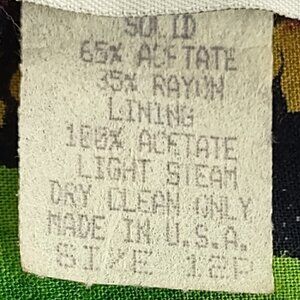 SOLID
65% ACETATE
35% RAYON
LINING
100% ACETATE
LIGHT STEAM
DRY CLEAN ONLY
MADE IN U.S.A.
SIZE 12P